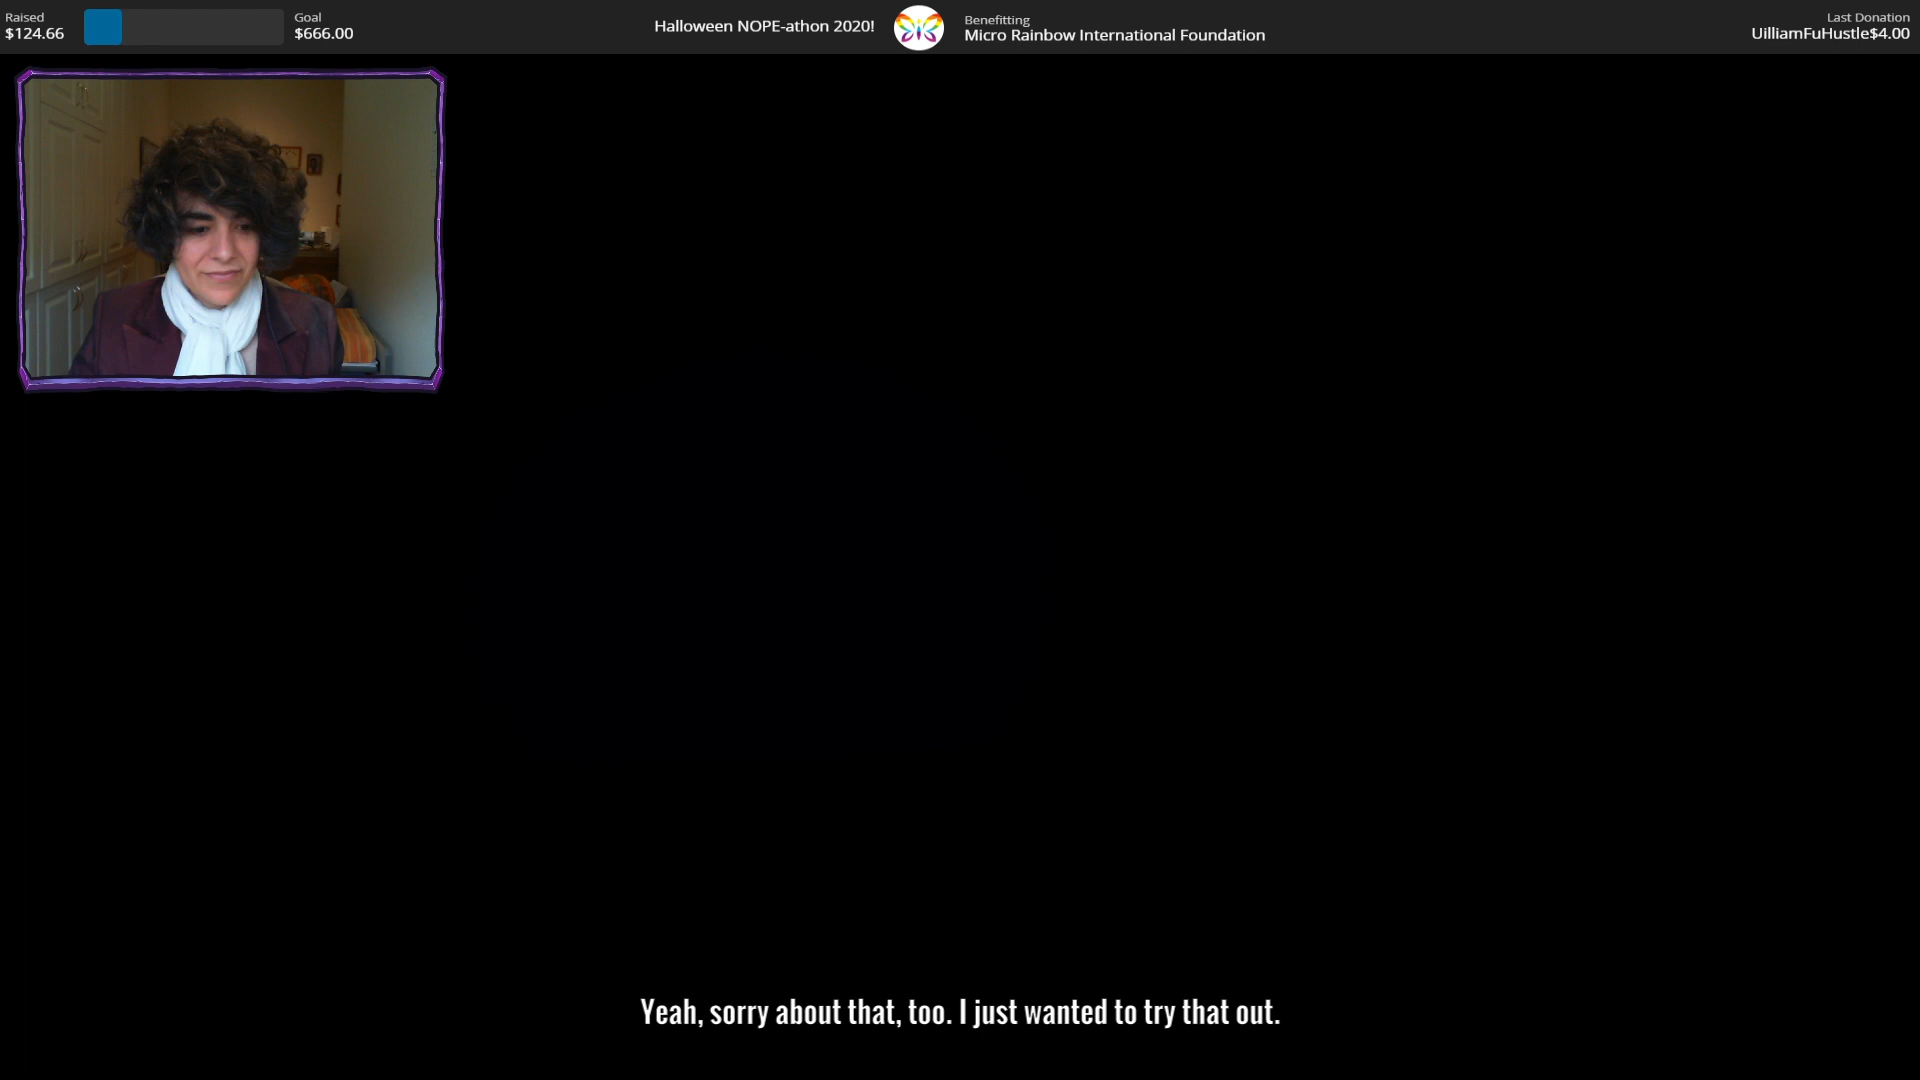 Raised
$124.66
Goal
$666.00
Halloween NOPE-athon 2020!
Benefitting
Micro Rainbow International Foundation
Last Donation
UilliamFuHustle$4.00
Yeah, sorry about that, too. I just wanted to try that out.